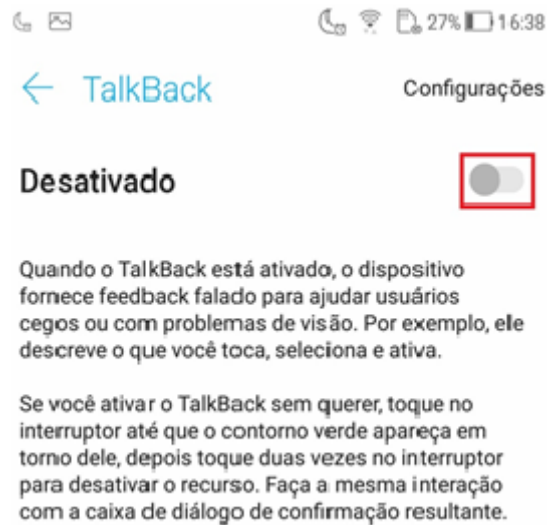 27% 16:38
TalkBack Configurações
Desativado
Quando o TalkBack está ativado, o dispositivo
fornece feedback falado para ajudar usuários
cegos ou com problemas de visão. Por exemplo, ele
descreve o que você toca, seleciona e ativa.
Se você ativar o TalkBack sem querer, toque no
interruptor até que o contorno verde apareça em
torno dele, depois toque duas vezes no interruptor
para desativar o recurso. Faça a mesma interação
com a caixa de diálogo de confirmação resultante.